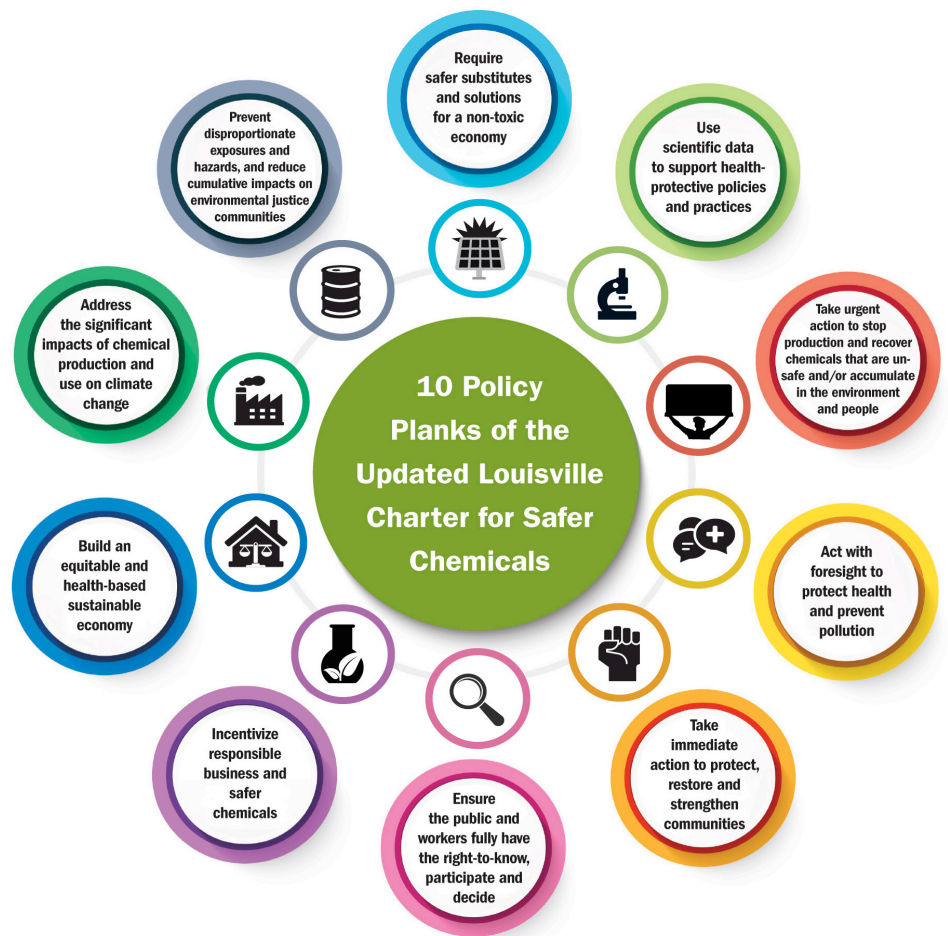 10 Policy
Planks of the
Updated Louisville
Charter for Safer
Chemicals
Require
safer substitutes
and solutions
for a non-toxic
economy
Use
scientific data
to support health-
protective policies
and practices
Take urgent
action to stop
production and recover
chemicals that are un-
safe and/or accumulate
in the environment
and people
Act with
foresight to
protect health
and prevent
pollution
Take
immediate
action to protect,
restore and
strengthen
communities
Ensure
the public and
workers fully have
the right-to-know,
participate and
decide
Incentivize
responsible
business and
safer
chemicals
Build an
equitable and
health-based
sustainable
economy
Address
the significant
impacts of chemical
production and
use on climate
change
Prevent
disproportionate
exposures and
hazards, and reduce
cumulative impacts on
environmental justice
communities